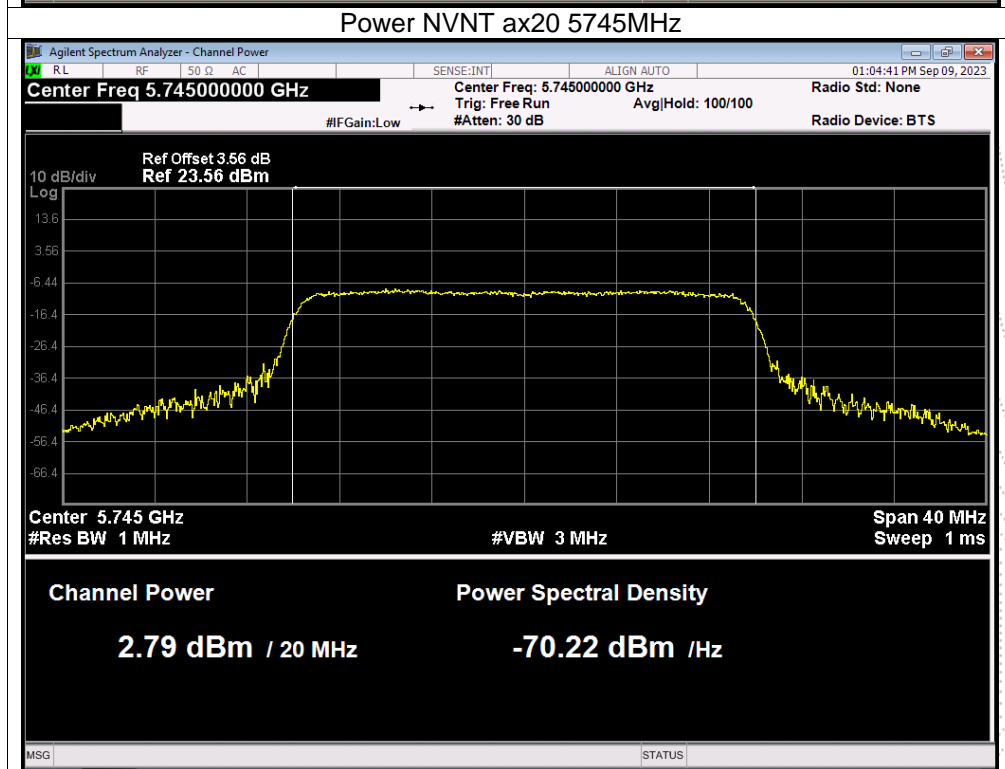 Power NVNT ax20 5745MHz
Agilent Spectrum Analyzer - Channel Power
LXI RL RF 50 Ω AC SENSE:INT ALIGN AUTO 01:04:41 PM Sep 09, 2023
Center Freq 5.745000000 GHz Center Freq: 5.745000000 GHz Radio Std: None
Trig: Free Run Avg|Hold: 100/100
#IFGain:Low #Atten: 30 dB Radio Device: BTS
Ref Offset 3.56 dB
10 dB/div Ref 23.56 dBm
Log
13.6
3.56
-6.44
-16.4
-26.4
-36.4
-46.4
-56.4
-66.4
Center 5.745 GHz Span 40 MHz
#Res BW 1 MHz #VBW 3 MHz Sweep 1 ms
Channel Power Power Spectral Density
2.79 dBm / 20 MHz -70.22 dBm /Hz
MSG STATUS